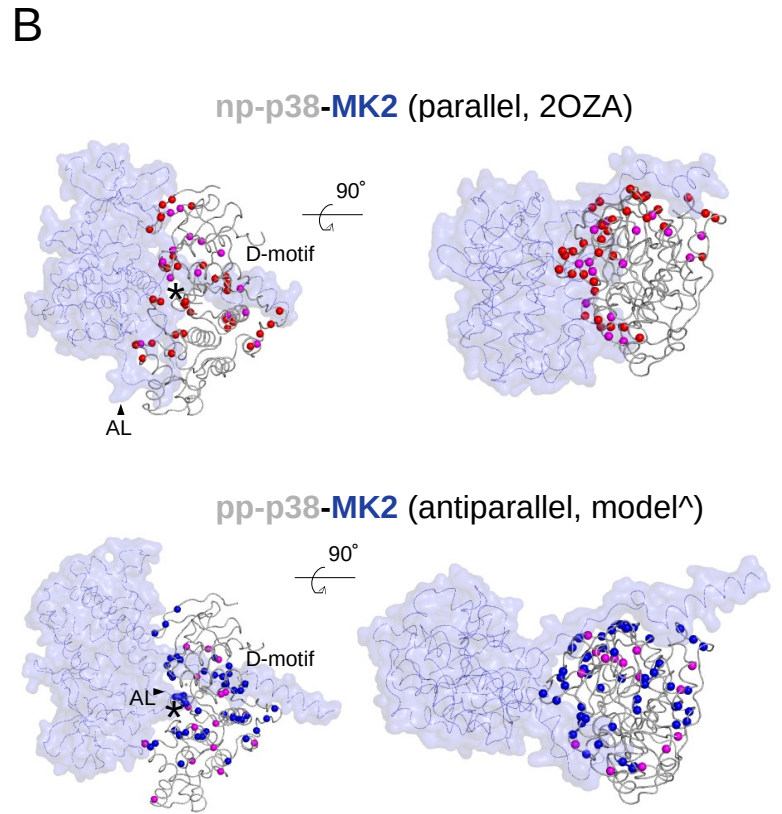 B
np-p38-MK2 (parallel, 2OZA)
90°
D-motif
*
AL
pp-p38-MK2 (antiparallel, model^)
90°
D-motif
AL
*